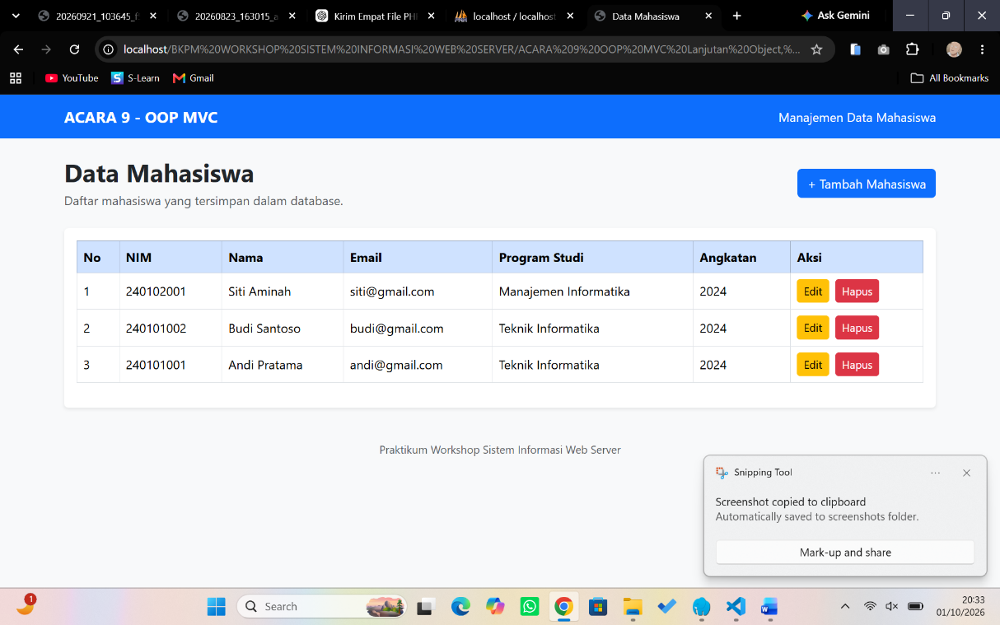 20260921_103645_f
20260823_163015_a
Kirim Empat File PH
localhost / localhost
Data Mahasiswa
Ask Gemini
localhost/BKPM%20WORKSHOP%20SISTEM%20INFORMASI%20WEB%20SERVER/ACARA%209%20OOP%20MVC%20Lanjutan%20Object,%...
YouTube
S-Learn
Gmail
All Bookmarks
ACARA 9 - OOP MVC
Manajemen Data Mahasiswa
Data Mahasiswa
+ Tambah Mahasiswa
Daftar mahasiswa yang tersimpan dalam database.
No NIM Nama Email Program Studi Angkatan Aksi
1 240102001 Siti Aminah siti@gmail.com Manajemen Informatika 2024 Edit Hapus
2 240101002 Budi Santoso budi@gmail.com Teknik Informatika 2024 Edit Hapus
3 240101001 Andi Pratama andi@gmail.com Teknik Informatika 2024 Edit Hapus
Praktikum Workshop Sistem Informasi Web Server
Snipping Tool
Screenshot copied to clipboard
Automatically saved to screenshots folder.
Mark-up and share
1
Search
20:33
01/10/2026